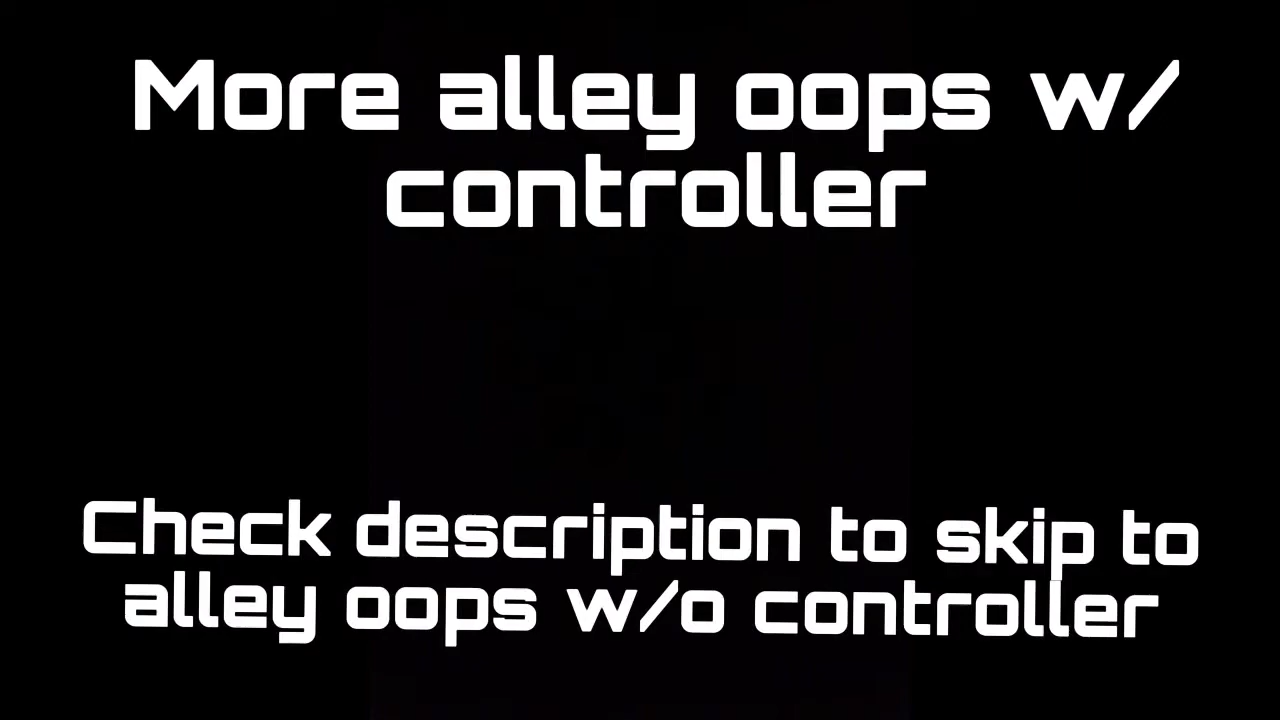 More alley oops w/
controller
Check description to skip to
alley oops w/o controller